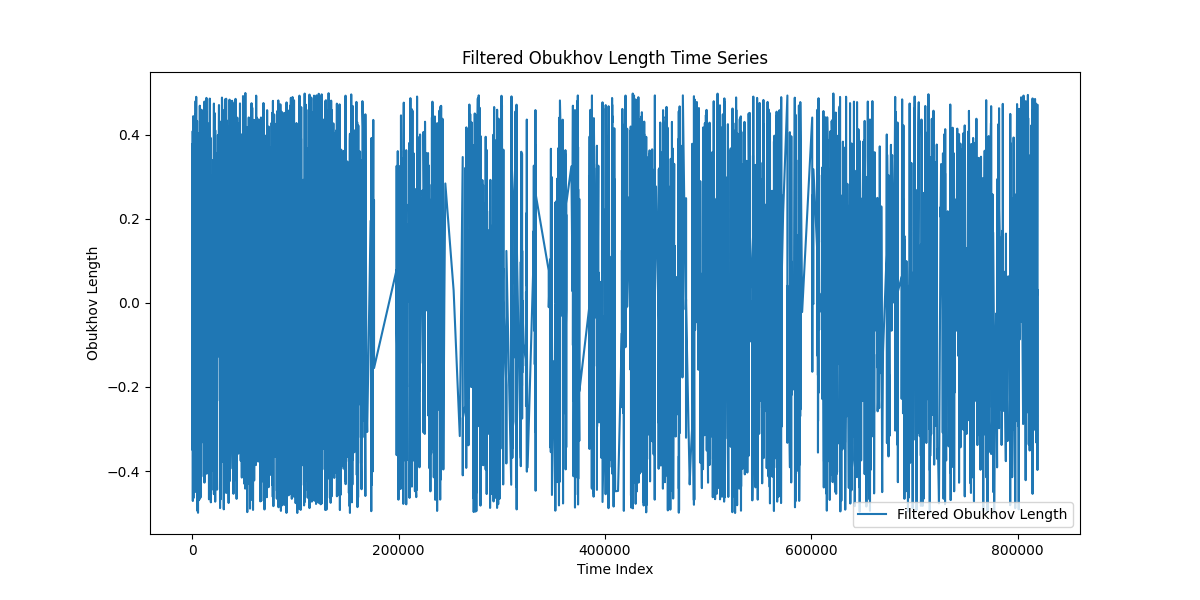 Filtered Obukhov Length Time Series
Obukhov Length
0.4
0.2
0.0
−0.2
−0.4
Filtered Obukhov Length
0
200000
400000
600000
800000
Time Index